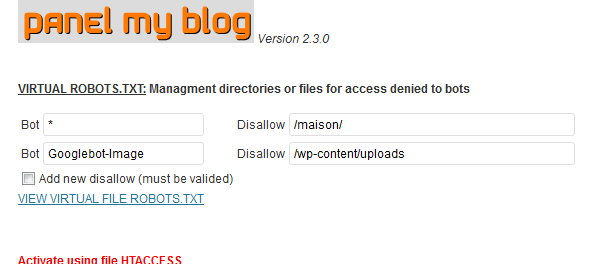 PANEL MY BLOG Version 2.3.0
VIRTUAL ROBOTS.TXT: Managment directories or files for access denied to bots
Bot * Disallow /maison/
Bot Googlebot-Image Disallow /wp-content/uploads
Add new disallow (must be valided)
VIEW VIRTUAL FILE ROBOTS.TXT
Activate using file HTACCESS